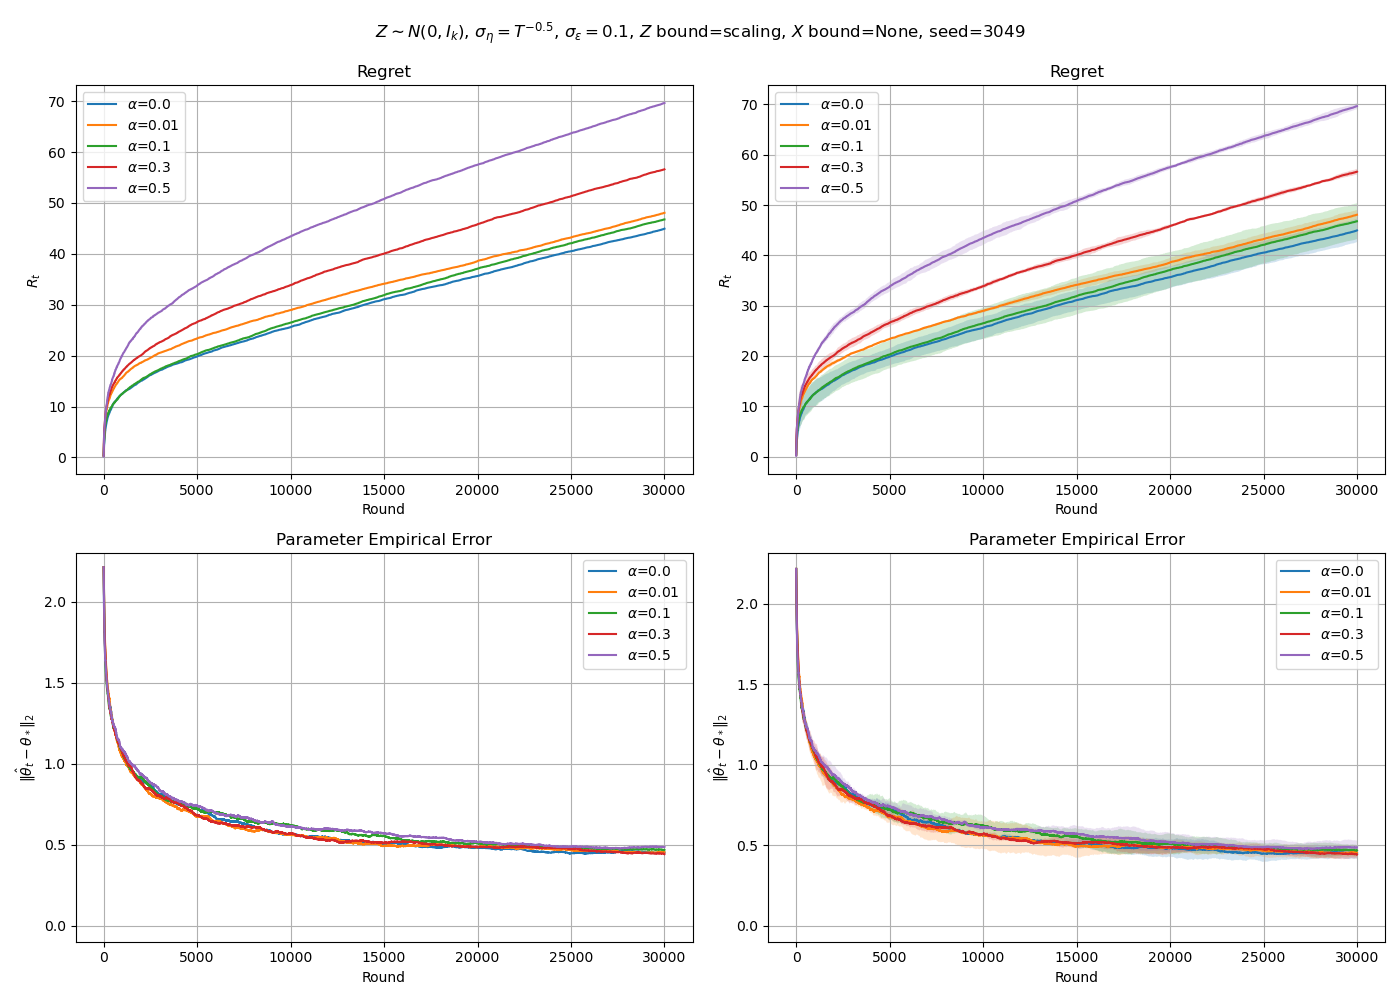 Z ∼ N(0, I_k), σ_η = T^{−0.5}, σ_ε = 0.1, Z bound=scaling, X bound=None, seed=3049
Regret
α=0.0
α=0.01
α=0.1
α=0.3
α=0.5
70
60
50
40
30
20
10
0
R_t
0 5000 10000 15000 20000 25000 30000
Round
Regret
α=0.0
α=0.01
α=0.1
α=0.3
α=0.5
70
60
50
40
30
20
10
0
R_t
0 5000 10000 15000 20000 25000 30000
Round
Parameter Empirical Error
α=0.0
α=0.01
α=0.1
α=0.3
α=0.5
2.0
1.5
1.0
0.5
0.0
‖θ̂_t − θ_*‖_2
0 5000 10000 15000 20000 25000 30000
Round
Parameter Empirical Error
α=0.0
α=0.01
α=0.1
α=0.3
α=0.5
2.0
1.5
1.0
0.5
0.0
‖θ̂_t − θ_*‖_2
0 5000 10000 15000 20000 25000 30000
Round